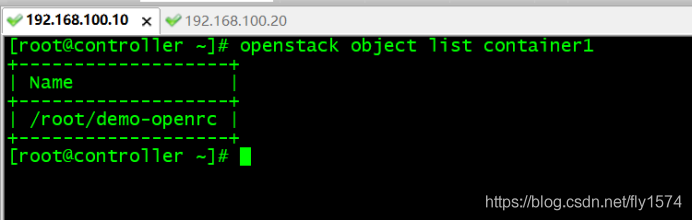 192.168.100.10 × 192.168.100.20
[root@controller ~]# openstack object list container1
+--------------------+
| Name               |
+--------------------+
| /root/demo-openrc |
+--------------------+
[root@controller ~]#
https://blog.csdn.net/fly1574